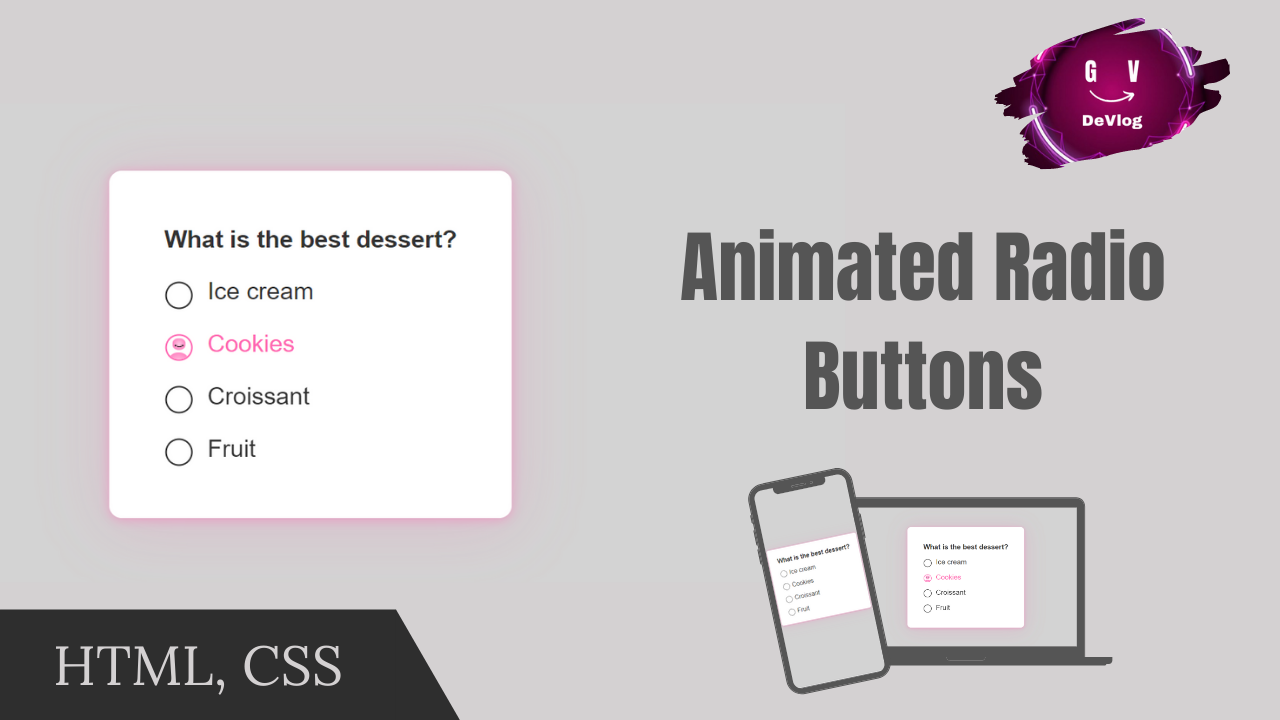 G V
DeVlog
What is the best dessert?
Ice cream
Cookies
Croissant
Fruit
Animated Radio
Buttons
What is the best dessert?
Ice cream
Cookies
Croissant
Fruit
What is the best dessert?
Ice cream
Cookies
Croissant
Fruit
HTML, CSS